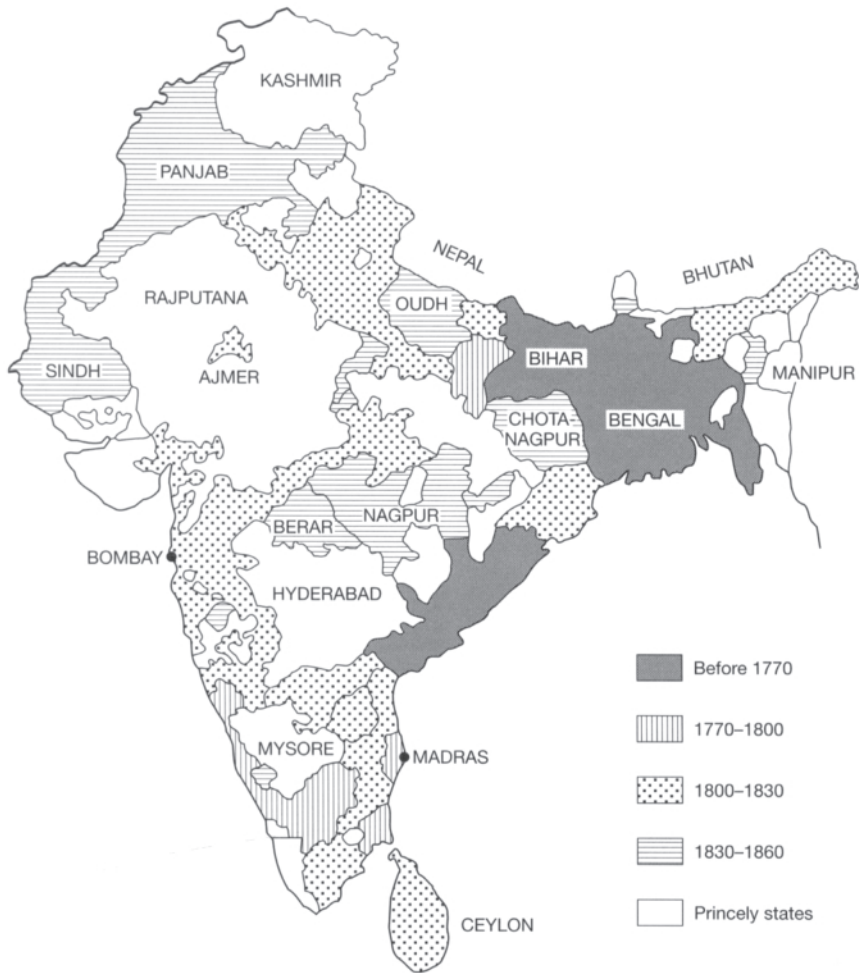 KASHMIR
PANJAB
NEPAL
BHUTAN
RAJPUTANA
OUDH
SINDH
AJMER
BIHAR
MANIPUR
CHOTA-
NAGPUR
BENGAL
NAGPUR
BERAR
BOMBAY
HYDERABAD
Before 1770
1770–1800
MYSORE
MADRAS
1800–1830
1830–1860
Princely states
CEYLON